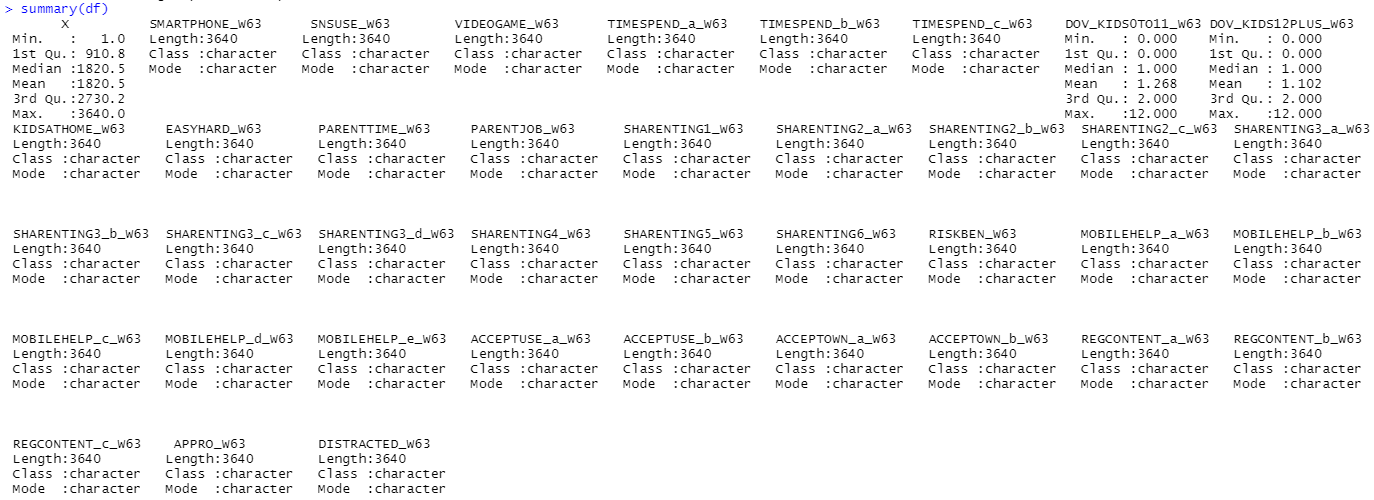 > summary(df)
X SMARTPHONE_W63 SNSUSE_W63 VIDEOGAME_W63 TIMESPEND_a_W63 TIMESPEND_b_W63 TIMESPEND_c_W63 DOV_KIDS0TO11_W63 DOV_KIDS12PLUS_W63
Min. : 1.0 Length:3640 Length:3640 Length:3640 Length:3640 Length:3640 Length:3640 Min. : 0.000 Min. : 0.000
1st Qu.: 910.8 Class :character Class :character Class :character Class :character Class :character Class :character 1st Qu.: 0.000 1st Qu.: 0.000
Median :1820.5 Mode :character Mode :character Mode :character Mode :character Mode :character Mode :character Median : 1.000 Median : 1.000
Mean :1820.5 Mean : 1.268 Mean : 1.102
3rd Qu.:2730.2 3rd Qu.: 2.000 3rd Qu.: 2.000
Max. :3640.0 Max. :12.000 Max. :12.000
KIDSATHOME_W63 EASYHARD_W63 PARENTTIME_W63 PARENTJOB_W63 SHARENTING1_W63 SHARENTING2_a_W63 SHARENTING2_b_W63 SHARENTING2_c_W63 SHARENTING3_a_W63
Length:3640 Length:3640 Length:3640 Length:3640 Length:3640 Length:3640 Length:3640 Length:3640 Length:3640
Class :character Class :character Class :character Class :character Class :character Class :character Class :character Class :character Class :character
Mode :character Mode :character Mode :character Mode :character Mode :character Mode :character Mode :character Mode :character Mode :character
SHARENTING3_b_W63 SHARENTING3_c_W63 SHARENTING3_d_W63 SHARENTING4_W63 SHARENTING5_W63 SHARENTING6_W63 RISKBEN_W63 MOBILEHELP_a_W63 MOBILEHELP_b_W63
Length:3640 Length:3640 Length:3640 Length:3640 Length:3640 Length:3640 Length:3640 Length:3640 Length:3640
Class :character Class :character Class :character Class :character Class :character Class :character Class :character Class :character Class :character
Mode :character Mode :character Mode :character Mode :character Mode :character Mode :character Mode :character Mode :character Mode :character
MOBILEHELP_c_W63 MOBILEHELP_d_W63 MOBILEHELP_e_W63 ACCEPTUSE_a_W63 ACCEPTUSE_b_W63 ACCEPTOWN_a_W63 ACCEPTOWN_b_W63 REGCONTENT_a_W63 REGCONTENT_b_W63
Length:3640 Length:3640 Length:3640 Length:3640 Length:3640 Length:3640 Length:3640 Length:3640 Length:3640
Class :character Class :character Class :character Class :character Class :character Class :character Class :character Class :character Class :character
Mode :character Mode :character Mode :character Mode :character Mode :character Mode :character Mode :character Mode :character Mode :character
REGCONTENT_c_W63 APPRO_W63 DISTRACTED_W63
Length:3640 Length:3640 Length:3640
Class :character Class :character Class :character
Mode :character Mode :character Mode :character